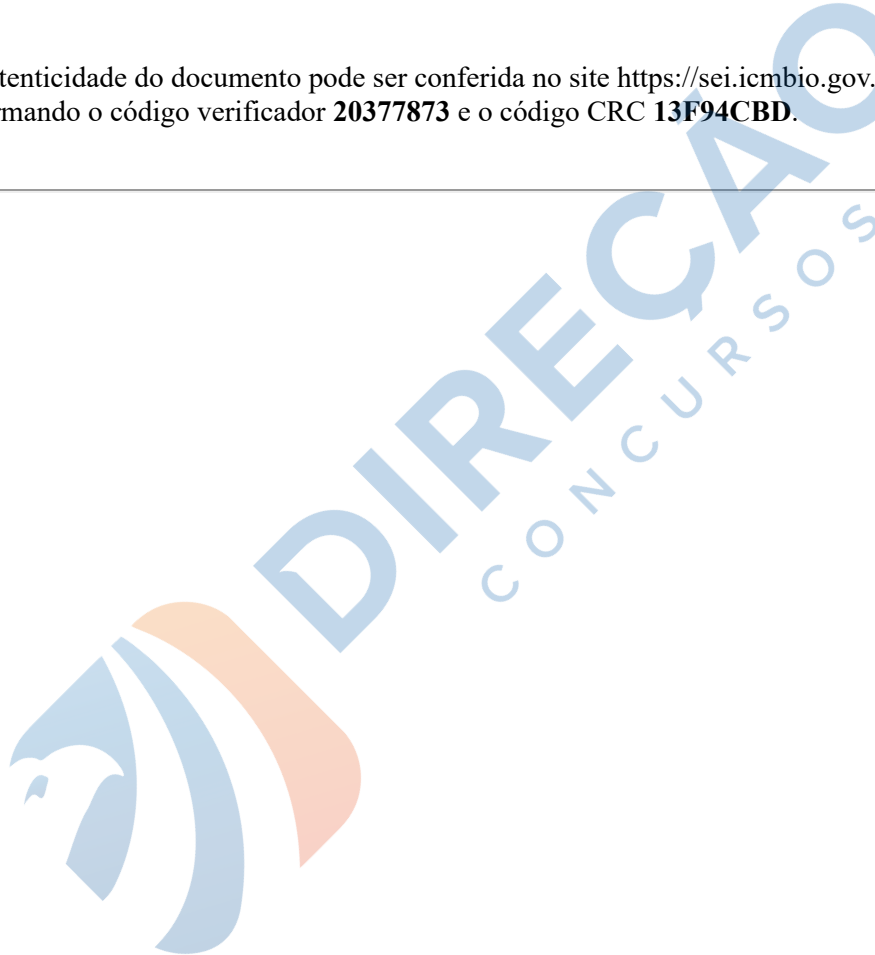 tenticidade do documento pode ser conferida no site https://sei.icmbio.gov.
rmando o código verificador 20377873 e o código CRC 13F94CBD.
DIREÇÃO
CONCURSOS